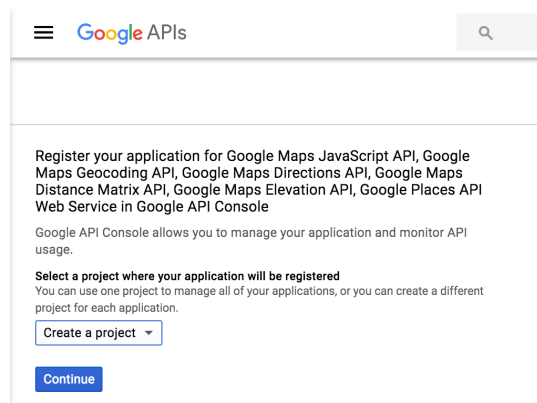 Google APIs
Register your application for Google Maps JavaScript API, Google
Maps Geocoding API, Google Maps Directions API, Google Maps
Distance Matrix API, Google Maps Elevation API, Google Places API
Web Service in Google API Console
Google API Console allows you to manage your application and monitor API
usage.
Select a project where your application will be registered
You can use one project to manage all of your applications, or you can create a different
project for each application.
Create a project
Continue